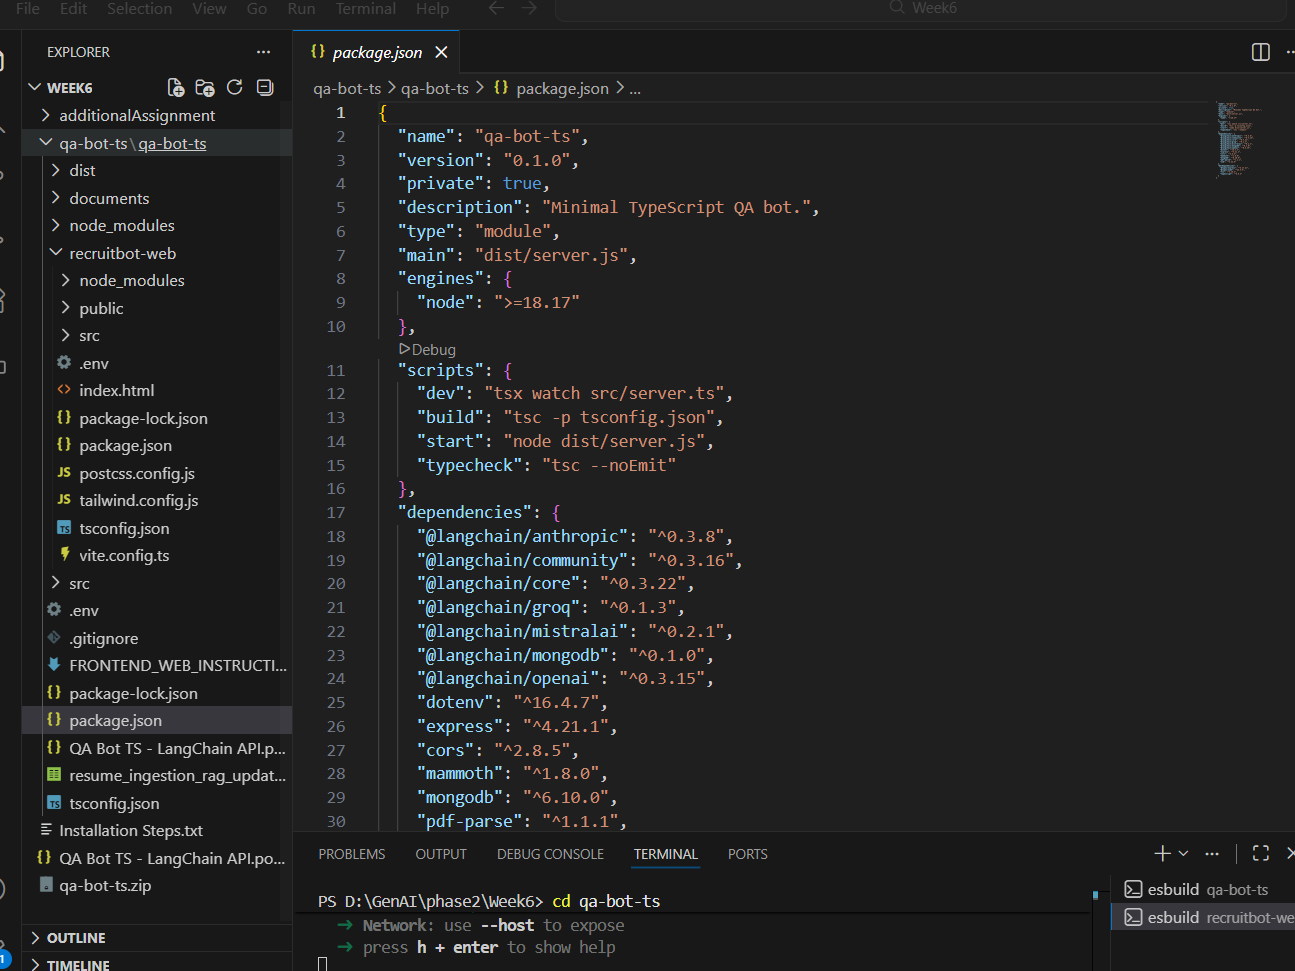 File Edit Selection View Go Run Terminal Help Week6
EXPLORER
WEEK6
additionalAssignment
qa-bot-ts\qa-bot-ts
dist
documents
node_modules
recruitbot-web
node_modules
public
src
.env
index.html
package-lock.json
package.json
postcss.config.js
tailwind.config.js
tsconfig.json
vite.config.ts
src
.env
.gitignore
FRONTEND_WEB_INSTRUCTI...
package-lock.json
package.json
QA Bot TS - LangChain API.p...
resume_ingestion_rag_updat...
tsconfig.json
Installation Steps.txt
QA Bot TS - LangChain API.po...
qa-bot-ts.zip
OUTLINE
TIMELINE
1
package.json
qa-bot-ts > qa-bot-ts > {} package.json > ...
1 {
2 "name": "qa-bot-ts",
3 "version": "0.1.0",
4 "private": true,
5 "description": "Minimal TypeScript QA bot.",
6 "type": "module",
7 "main": "dist/server.js",
8 "engines": {
9 "node": ">=18.17"
10 },
Debug
11 "scripts": {
12 "dev": "tsx watch src/server.ts",
13 "build": "tsc -p tsconfig.json",
14 "start": "node dist/server.js",
15 "typecheck": "tsc --noEmit"
16 },
17 "dependencies": {
18 "@langchain/anthropic": "^0.3.8",
19 "@langchain/community": "^0.3.16",
20 "@langchain/core": "^0.3.22",
21 "@langchain/groq": "^0.1.3",
22 "@langchain/mistralai": "^0.2.1",
23 "@langchain/mongodb": "^0.1.0",
24 "@langchain/openai": "^0.3.15",
25 "dotenv": "^16.4.7",
26 "express": "^4.21.1",
27 "cors": "^2.8.5",
28 "mammoth": "^1.8.0",
29 "mongodb": "^6.10.0",
30 "pdf-parse": "^1.1.1",
PROBLEMS OUTPUT DEBUG CONSOLE TERMINAL PORTS
PS D:\GenAI\phase2\Week6> cd qa-bot-ts
→ Network: use --host to expose
→ press h + enter to show help
esbuild qa-bot-ts
esbuild recruitbot-we